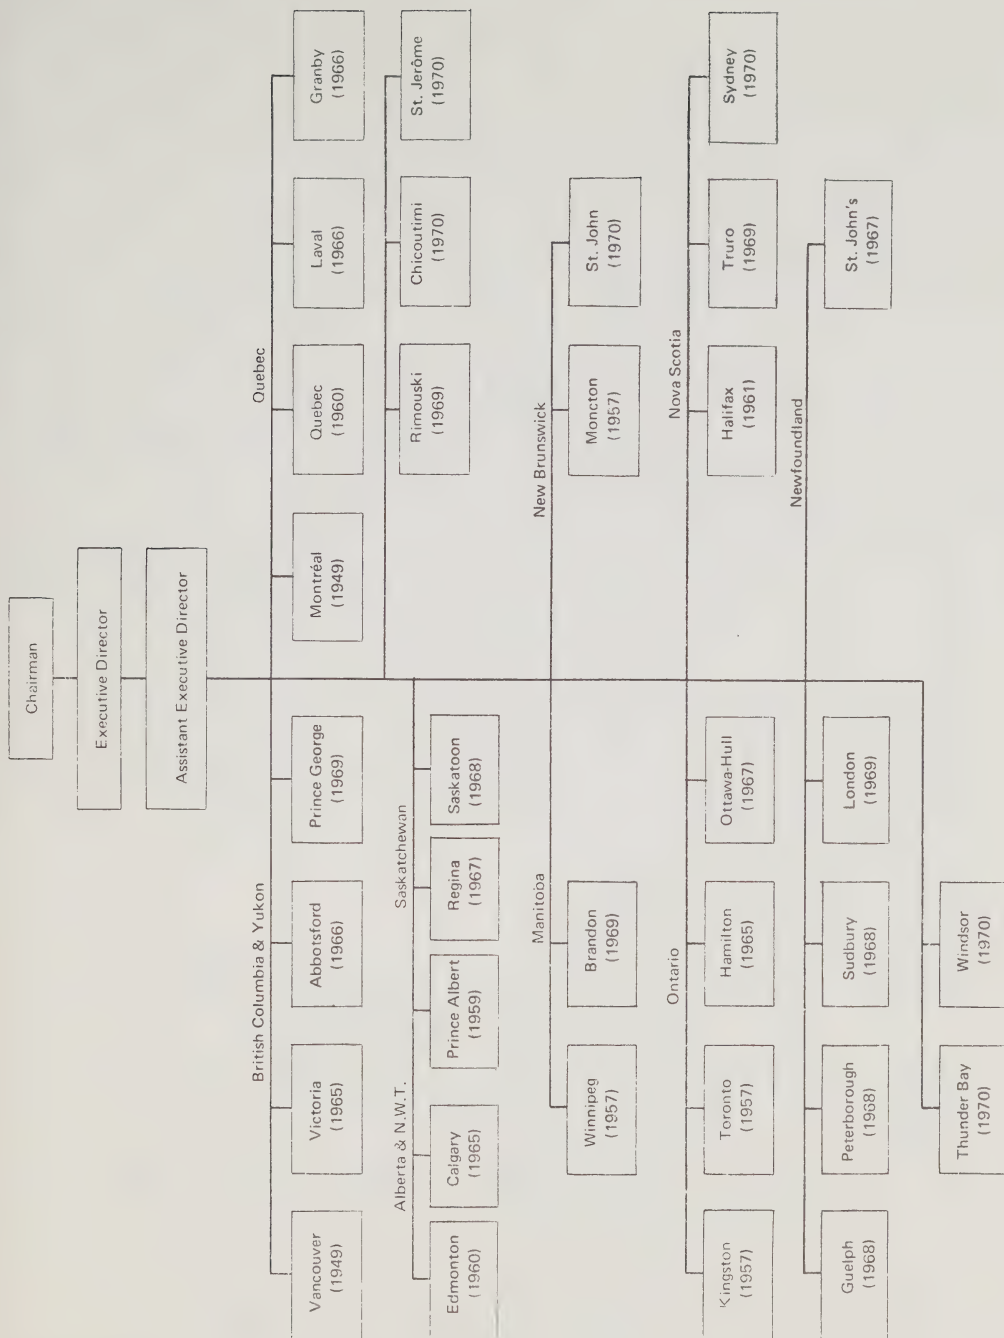 Chairman
Executive Director
Assistant Executive Director
British Columbia & Yukon
Vancouver
(1949)
Victoria
(1965)
Abbotsford
(1966)
Prince George
(1969)
Quebec
Montréal
(1949)
Quebec
(1960)
Laval
(1966)
Granby
(1966)
Rimouski
(1969)
Chicoutimi
(1970)
St. Jerôme
(1970)
Alberta & N.W.T.
Edmonton
(1960)
Calgary
(1965)
Saskatchewan
Prince Albert
(1959)
Regina
(1967)
Saskatoon
(1968)
Manitoba
Winnipeg
(1957)
Brandon
(1969)
New Brunswick
Moncton
(1957)
St. John
(1970)
Ontario
Kingston
(1957)
Toronto
(1957)
Hamilton
(1965)
Ottawa-Hull
(1967)
Nova Scotia
Halifax
(1961)
Truro
(1969)
Sydney
(1970)
Guelph
(1968)
Peterborough
(1968)
Sudbury
(1968)
London
(1969)
Newfoundland
St. John's
(1967)
Thunder Bay
(1970)
Windsor
(1970)